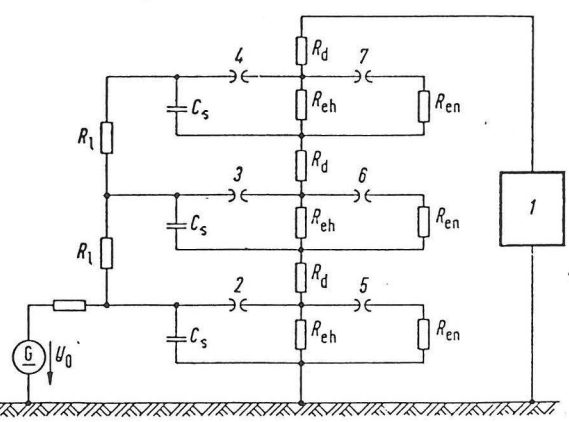 R_d
4
7
C_s
R_eh
R_en
R_l
R_d
3
6
1
C_s
R_eh
R_en
R_l
R_d
2
5
C_s
R_eh
R_en
G
U_0